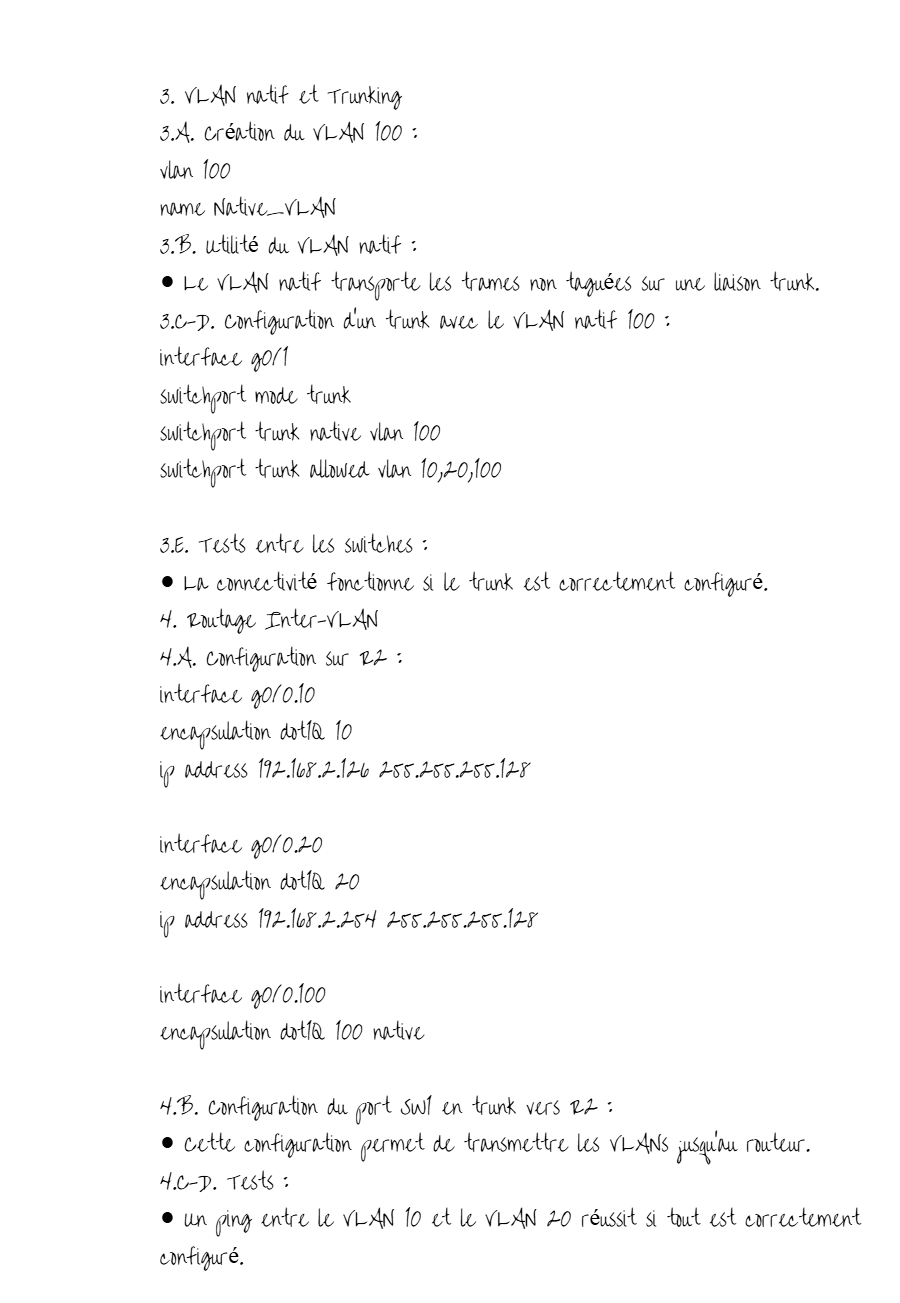 3. VLAN natif et Trunking
3.A. Création du VLAN 100 :
vlan 100
name Native_VLAN
3.B. Utilité du VLAN natif :
● Le VLAN natif transporte les trames non taguées sur une liaison trunk.
3.C-D. Configuration d'un trunk avec le VLAN natif 100 :
interface g0/1
switchport mode trunk
switchport trunk native vlan 100
switchport trunk allowed vlan 10,20,100
3.E. Tests entre les switches :
● La connectivité fonctionne si le trunk est correctement configuré.
4. Routage Inter-VLAN
4.A. Configuration sur R2 :
interface g0/0.10
encapsulation dot1Q 10
ip address 192.168.2.126 255.255.255.128
interface g0/0.20
encapsulation dot1Q 20
ip address 192.168.2.254 255.255.255.128
interface g0/0.100
encapsulation dot1Q 100 native
4.B. Configuration du port SW1 en trunk vers R2 :
● Cette configuration permet de transmettre les VLANs jusqu'au routeur.
4.C-D. Tests :
● Un ping entre le VLAN 10 et le VLAN 20 réussit si tout est correctement
configuré.